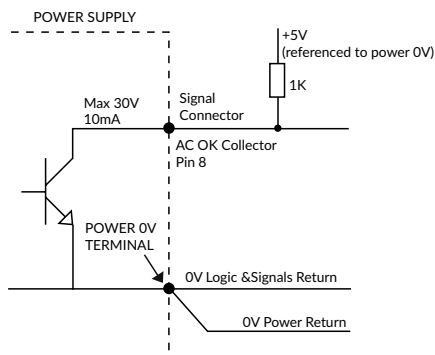 POWER SUPPLY
+5V
(referenced to power 0V)
1K
Max 30V
10mA
Signal
Connector
AC OK Collector
Pin 8
POWER 0V
TERMINAL
0V Logic &Signals Return
0V Power Return